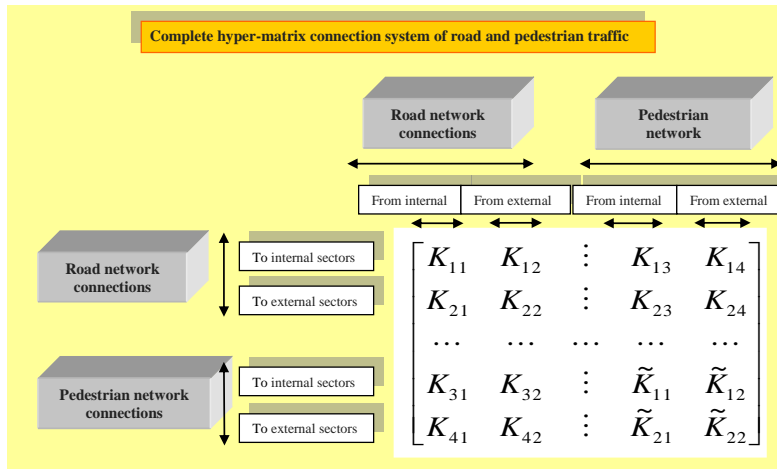 Complete hyper-matrix connection system of road and pedestrian traffic
Road network
connections
Pedestrian
network
From internal
From external
From internal
From external
Road network
connections
To internal sectors
To external sectors
Pedestrian network
connections
To internal sectors
To external sectors
K₁₁ K₁₂ ⋮ K₁₃ K₁₄
K₂₁ K₂₂ ⋮ K₂₃ K₂₄
⋯ ⋯ ⋯ ⋯ ⋯
K₃₁ K₃₂ ⋮ K̃₁₁ K̃₁₂
K₄₁ K₄₂ ⋮ K̃₂₁ K̃₂₂